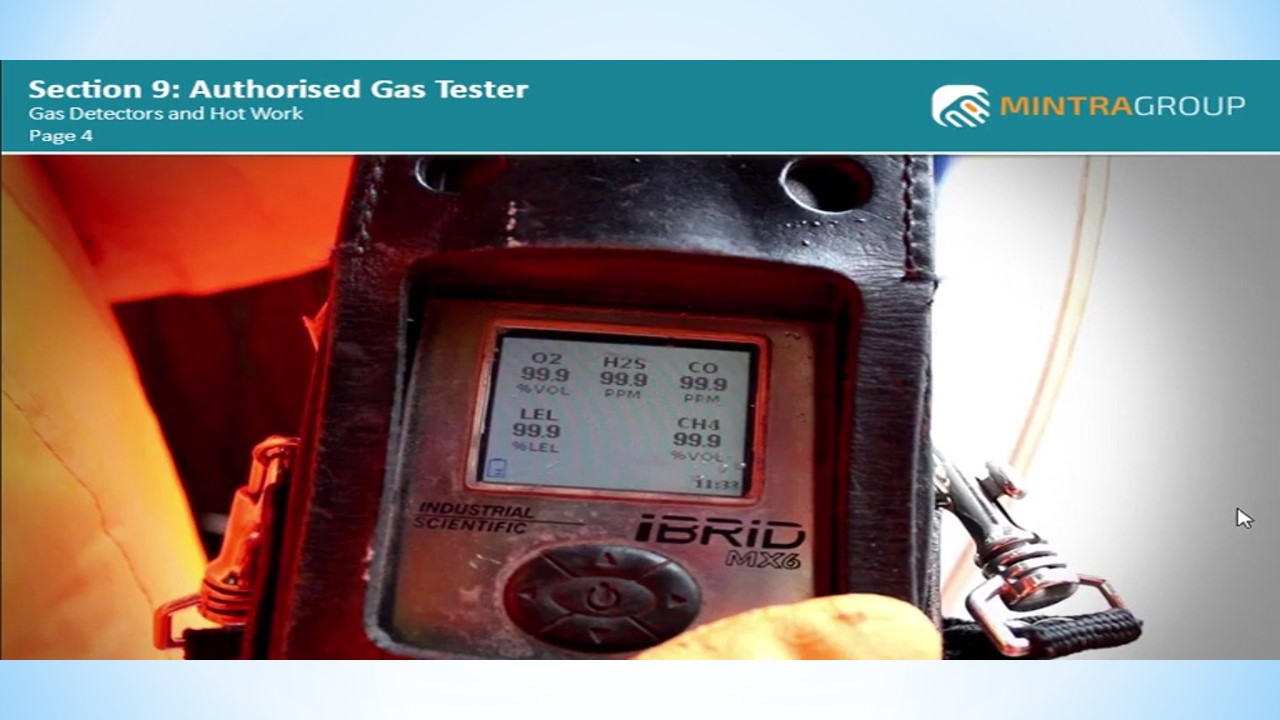 Section 9: Authorised Gas Tester
Gas Detectors and Hot Work
Page 4
MINTRAGROUP
O2 H2S CO
99.9 99.9 99.9
%VOL PPM PPM
LEL CH4
99.9 99.9
%LEL %VOL
11:33
INDUSTRIAL
SCIENTIFIC
iBRiD
MX6